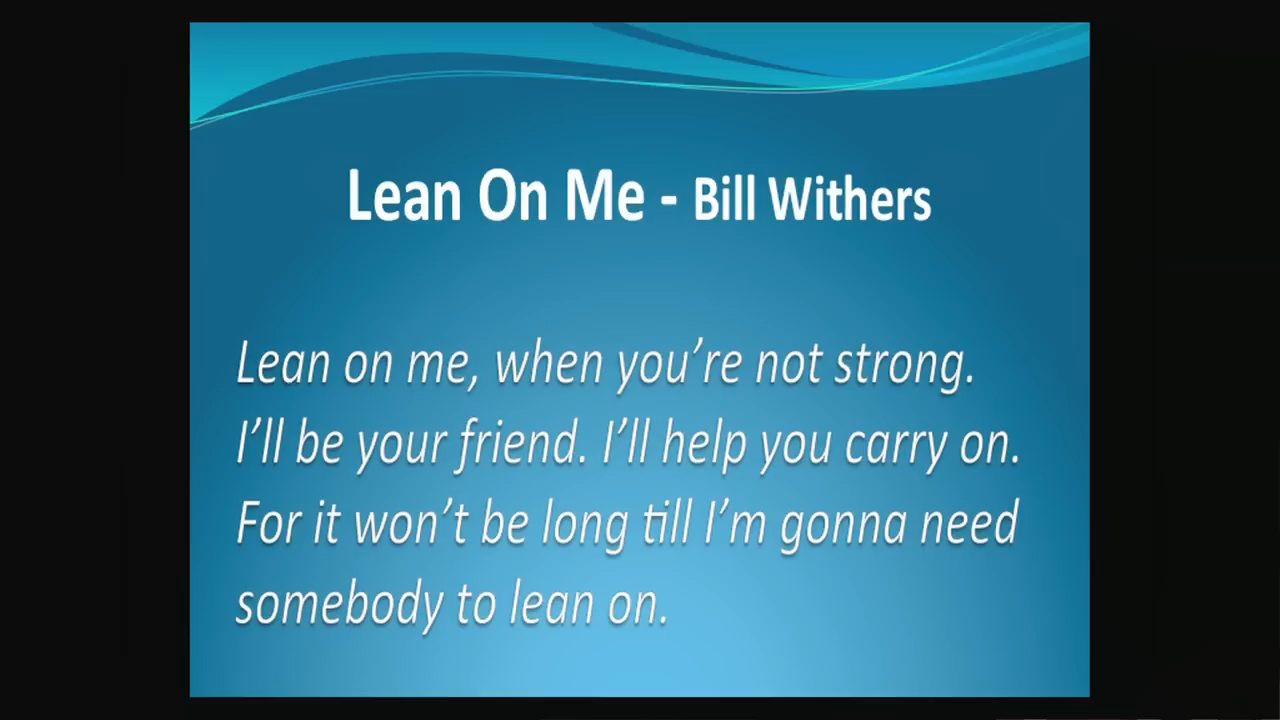 Lean On Me - Bill Withers
Lean on me, when you’re not strong.
I’ll be your friend. I’ll help you carry on.
For it won’t be long till I’m gonna need
somebody to lean on.